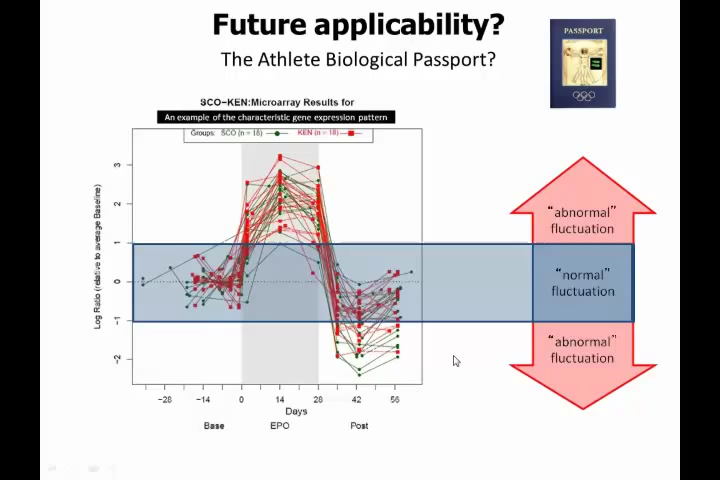 Future applicability?
The Athlete Biological Passport?
PASSPORT
SCO-KEN:Microarray Results for
An example of the characteristic gene expression pattern
Groups: SCO (n = 18) KEN (n = 18)
Log Ratio (relative to average Baseline)
3
2
1
0
-1
-2
-28 -14 0 14 28 42 56
Days
Base EPO Post
“abnormal”
fluctuation
“normal”
fluctuation
“abnormal”
fluctuation